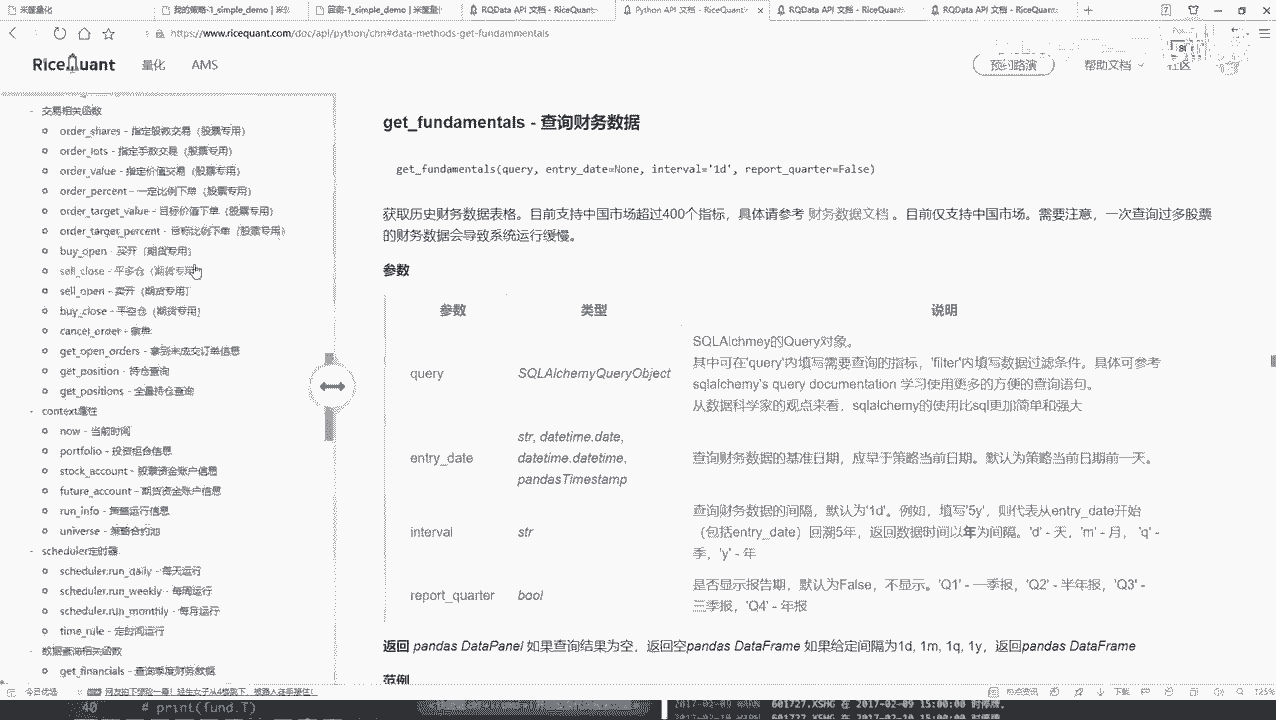 米筐量化
我的策略-1_simple_demo | 米筐
回测-1_simple_demo | 米筐量化
RQData API 文档 - RiceQuant
Python API 文档 - RiceQuant
RQData API 文档 - RiceQuant
RQData API 文档 - RiceQuant
https://www.ricequant.com/doc/api/python/chn#data-methods-get-fundammentals
RiceQuant
量化
AMS
预约路演
帮助文档
社区
交易相关函数
order_shares - 指定股数交易（股票专用）
order_lots - 指定手数交易（股票专用）
order_value - 指定价值交易（股票专用）
order_percent - 一定比例下单（股票专用）
order_target_value - 目标价值下单（股票专用）
order_target_percent - 目标比例下单（股票专用）
buy_open - 买开（期货专用）
sell_close - 平多仓（期货专用）
sell_open - 卖开（期货专用）
buy_close - 平空仓（期货专用）
cancel_order - 撤单
get_open_orders - 拿到未成交订单信息
get_position - 持仓查询
get_positions - 全量持仓查询
context属性
now - 当前时间
portfolio - 投资组合信息
stock_account - 股票资金账户信息
future_account - 期货资金账户信息
run_info - 策略运行信息
universe - 策略合约池
scheduler定时器
scheduler.run_daily - 每天运行
scheduler.run_weekly - 每周运行
scheduler.run_monthly - 每月运行
time_rule - 定时间运行
数据查询相关函数
get_financials - 查询季度财务数据
get_fundamentals - 查询财务数据
get_fundamentals(query, entry_date=None, interval='1d', report_quarter=False)
获取历史财务数据表格。目前支持中国市场超过400个指标，具体请参考 财务数据文档 。目前仅支持中国市场。需要注意，一次查询过多股票
的财务数据会导致系统运行缓慢。
参数
参数 类型 说明
query SQLAlchemyQueryObject
SQLAlchmey的Query对象。
其中可在'query'内填写需要查询的指标，'filter'内填写数据过滤条件。具体可参考
sqlalchemy's query documentation 学习使用更多的方便的查询语句。
从数据科学家的观点来看，sqlalchemy的使用比sql更加简单和强大
entry_date
str, datetime.date,
datetime.datetime,
pandasTimestamp
查询财务数据的基准日期，应早于策略当前日期。默认为策略当前日期前一天。
interval str
查询财务数据的间隔，默认为'1d'。例如，填写'5y'，则代表从entry_date开始
（包括entry_date）回溯5年，返回数据时间以年为间隔。'd' - 天，'m' - 月，'q' -
季，'y' - 年
report_quarter bool
是否显示报告期，默认为False，不显示。'Q1' - 一季报，'Q2' - 半年报，'Q3' -
三季报，'Q4' - 年报
返回 pandas DataPanel 如果查询结果为空，返回空pandas DataFrame 如果给定间隔为1d, 1m, 1q, 1y，返回pandas DataFrame
范例
今日优选
热点资讯
下载
125%
40 # print(fund.T)
2017-02-09 WARN 601727.XSHG 在 2017-02-09 15:00:00 时停牌。